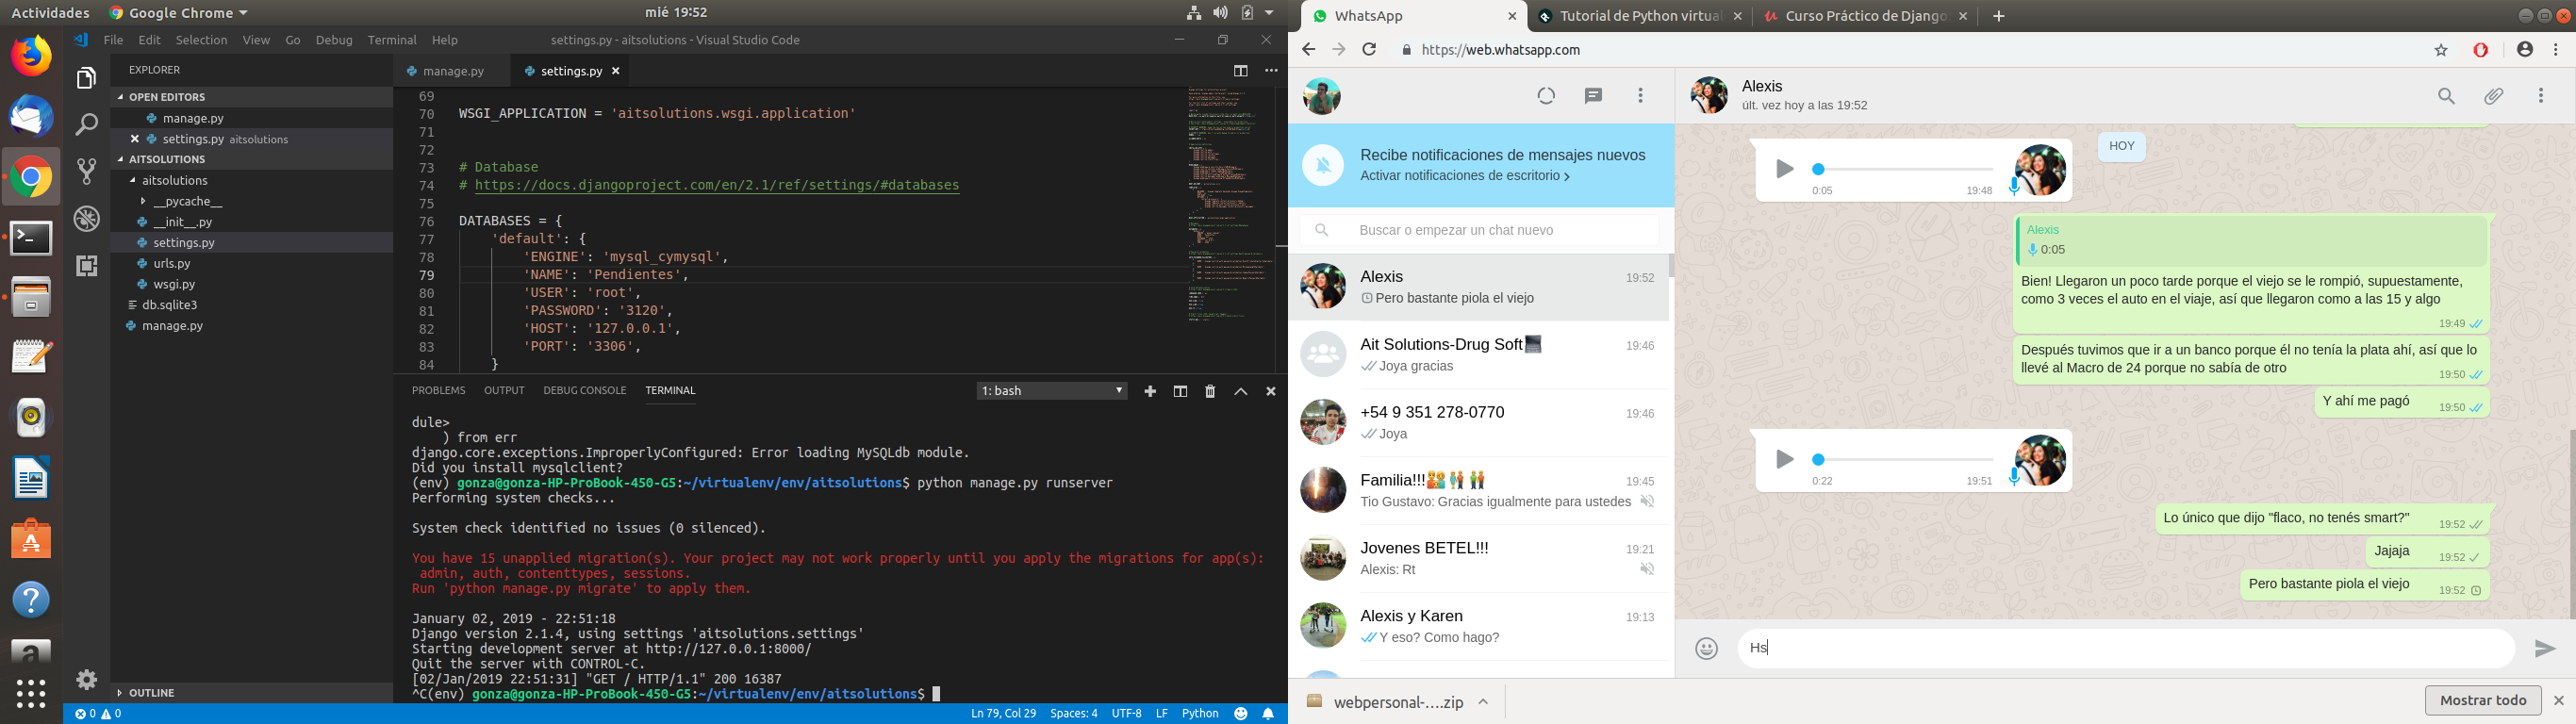 Actividades
Google Chrome
mié 19:52
File Edit Selection View Go Debug Terminal Help
settings.py - aitsolutions - Visual Studio Code
EXPLORER
OPEN EDITORS
manage.py
settings.py aitsolutions
AITSOLUTIONS
aitsolutions
__pycache__
__init__.py
settings.py
urls.py
wsgi.py
db.sqlite3
manage.py
OUTLINE
manage.py
settings.py
69
70 WSGI_APPLICATION = 'aitsolutions.wsgi.application'
71
72
73 # Database
74 # https://docs.djangoproject.com/en/2.1/ref/settings/#databases
75
76 DATABASES = {
77 'default': {
78 'ENGINE': 'mysql_cymysql',
79 'NAME': 'Pendientes',
80 'USER': 'root',
81 'PASSWORD': '3120',
82 'HOST': '127.0.0.1',
83 'PORT': '3306',
84 }
PROBLEMS OUTPUT DEBUG CONSOLE TERMINAL
1: bash
dule>
) from err
django.core.exceptions.ImproperlyConfigured: Error loading MySQLdb module.
Did you install mysqlclient?
(env) gonza@gonza-HP-ProBook-450-G5:~/virtualenv/env/aitsolutions$ python manage.py runserver
Performing system checks...
System check identified no issues (0 silenced).
You have 15 unapplied migration(s). Your project may not work properly until you apply the migrations for app(s):
admin, auth, contenttypes, sessions.
Run 'python manage.py migrate' to apply them.
January 02, 2019 - 22:51:18
Django version 2.1.4, using settings 'aitsolutions.settings'
Starting development server at http://127.0.0.1:8000/
Quit the server with CONTROL-C.
[02/Jan/2019 22:51:31] "GET / HTTP/1.1" 200 16387
^C(env) gonza@gonza-HP-ProBook-450-G5:~/virtualenv/env/aitsolutions$
0 0
Ln 79, Col 29 Spaces: 4 UTF-8 LF Python
WhatsApp
Tutorial de Python virtua
Curso Práctico de Django
https://web.whatsapp.com
Recibe notificaciones de mensajes nuevos
Activar notificaciones de escritorio
Buscar o empezar un chat nuevo
Alexis 19:52
Pero bastante piola el viejo
Ait Solutions-Drug Soft 19:46
Joya gracias
+54 9 351 278-0770 19:46
Joya
Familia!!! 19:45
Tio Gustavo: Gracias igualmente para ustedes
Jovenes BETEL!!! 19:21
Alexis: Rt
Alexis y Karen 19:13
Y eso? Como hago?
Alexis
últ. vez hoy a las 19:52
HOY
0:05 19:48
Alexis
0:05
Bien! Llegaron un poco tarde porque el viejo se le rompió, supuestamente,
como 3 veces el auto en el viaje, así que llegaron como a las 15 y algo
19:49
Después tuvimos que ir a un banco porque él no tenía la plata ahí, así que lo
llevé al Macro de 24 porque no sabía de otro
19:50
Y ahí me pagó 19:50
0:22 19:51
Lo único que dijo "flaco, no tenés smart?" 19:52
Jajaja 19:52
Pero bastante piola el viejo 19:52
Hs
webpersonal-....zip
Mostrar todo